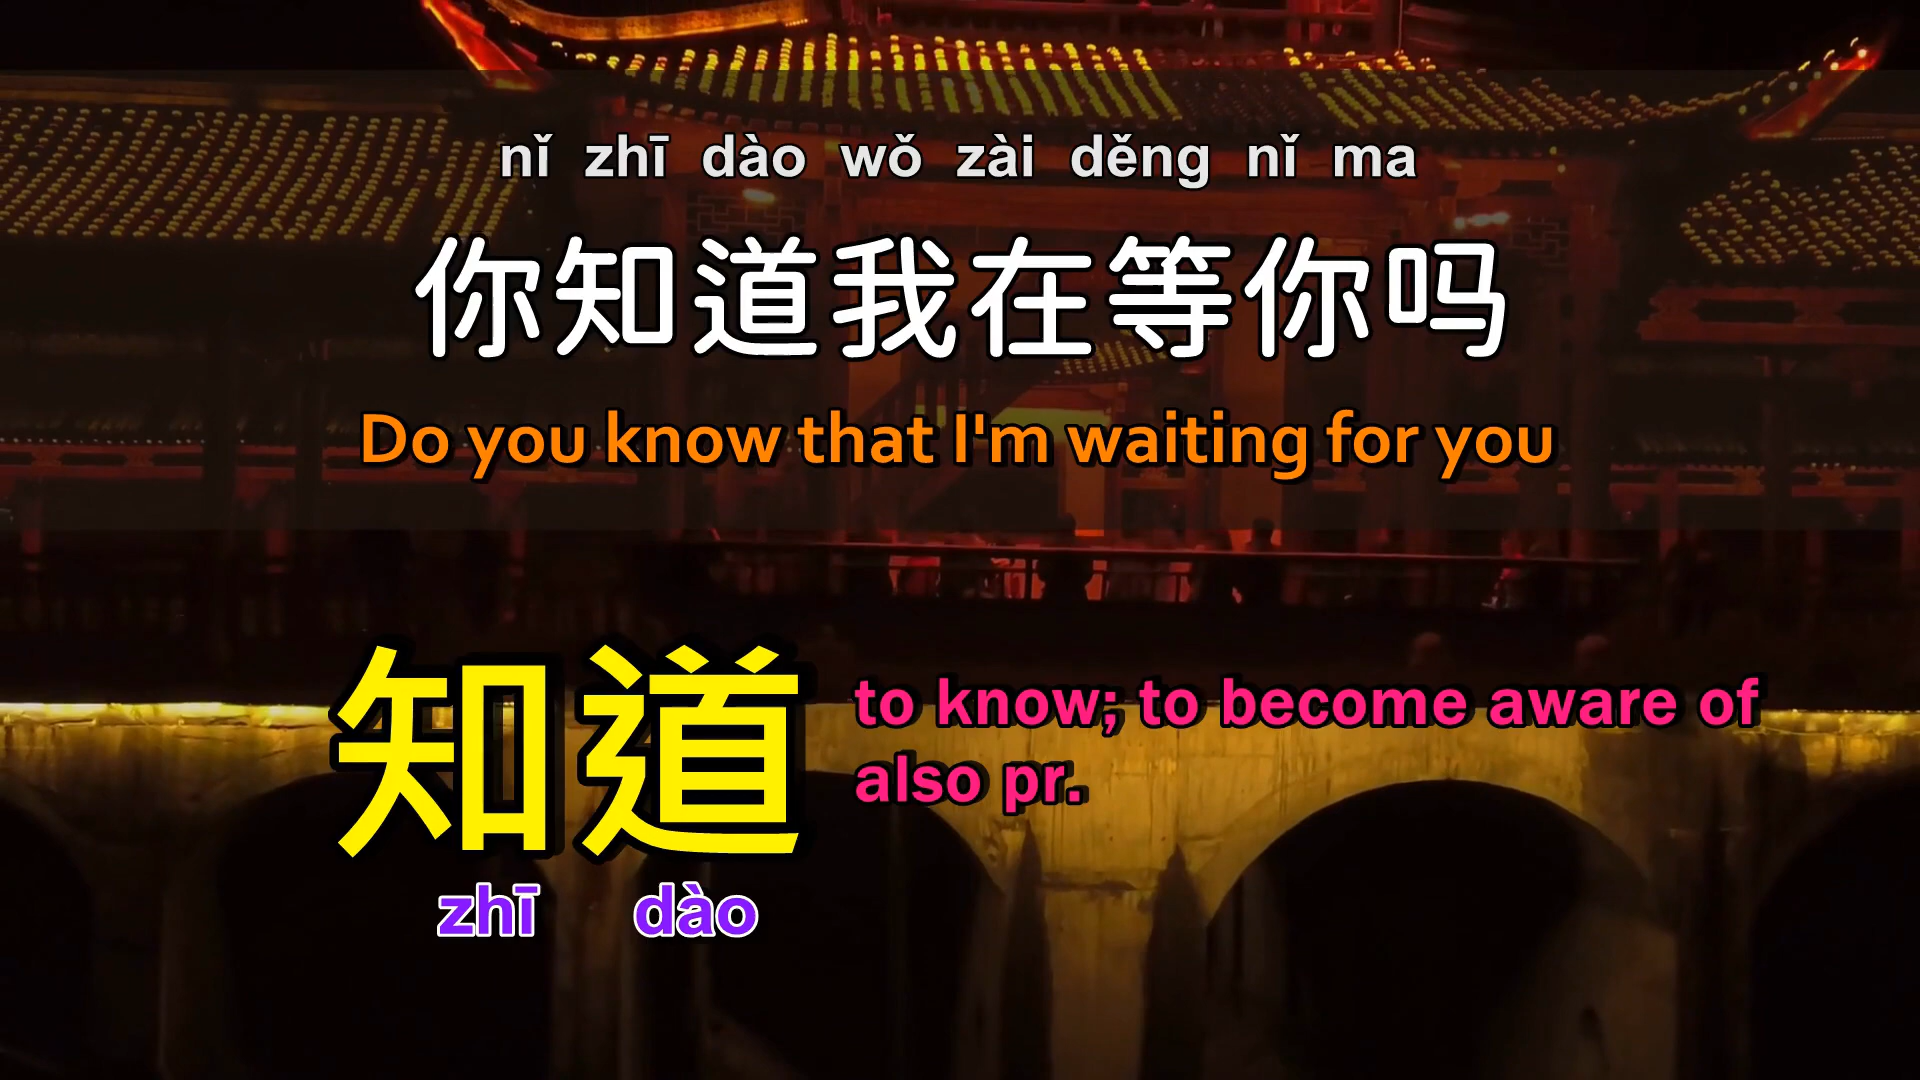 nǐ zhī dào wǒ zài děng nǐ ma
你知道我在等你吗
Do you know that I'm waiting for you
知道
zhī dào
to know; to become aware of
also pr.